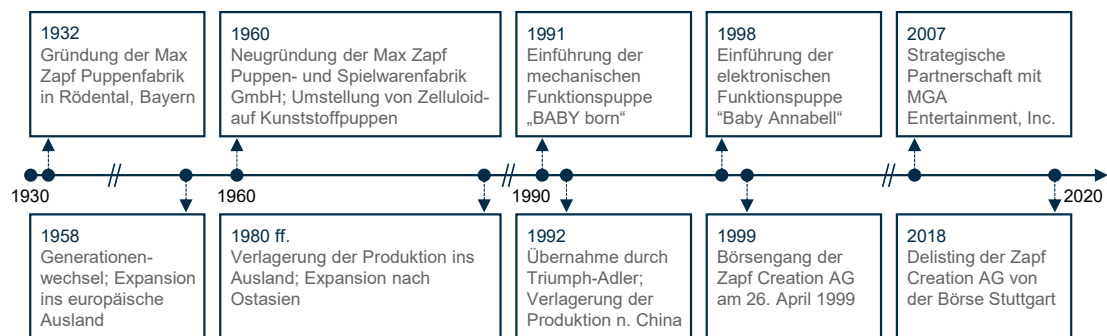 1932
Gründung der Max
Zapf Puppenfabrik
in Rödental, Bayern
1960
Neugründung der Max Zapf
Puppen- und Spielwarenfabrik
GmbH; Umstellung von Zelluloid-
auf Kunststoffpuppen
1991
Einführung der
mechanischen
Funktionspuppe
„BABY born“
1998
Einführung der
elektronischen
Funktionspuppe
“Baby Annabell“
2007
Strategische
Partnerschaft mit
MGA
Entertainment, Inc.
1930
1960
1990
2020
1958
Generationen-
wechsel; Expansion
ins europäische
Ausland
1980 ff.
Verlagerung der Produktion ins
Ausland; Expansion nach
Ostasien
1992
Übernahme durch
Triumph-Adler;
Verlagerung der
Produktion n. China
1999
Börsengang der
Zapf Creation AG
am 26. April 1999
2018
Delisting der Zapf
Creation AG von
der Börse Stuttgart